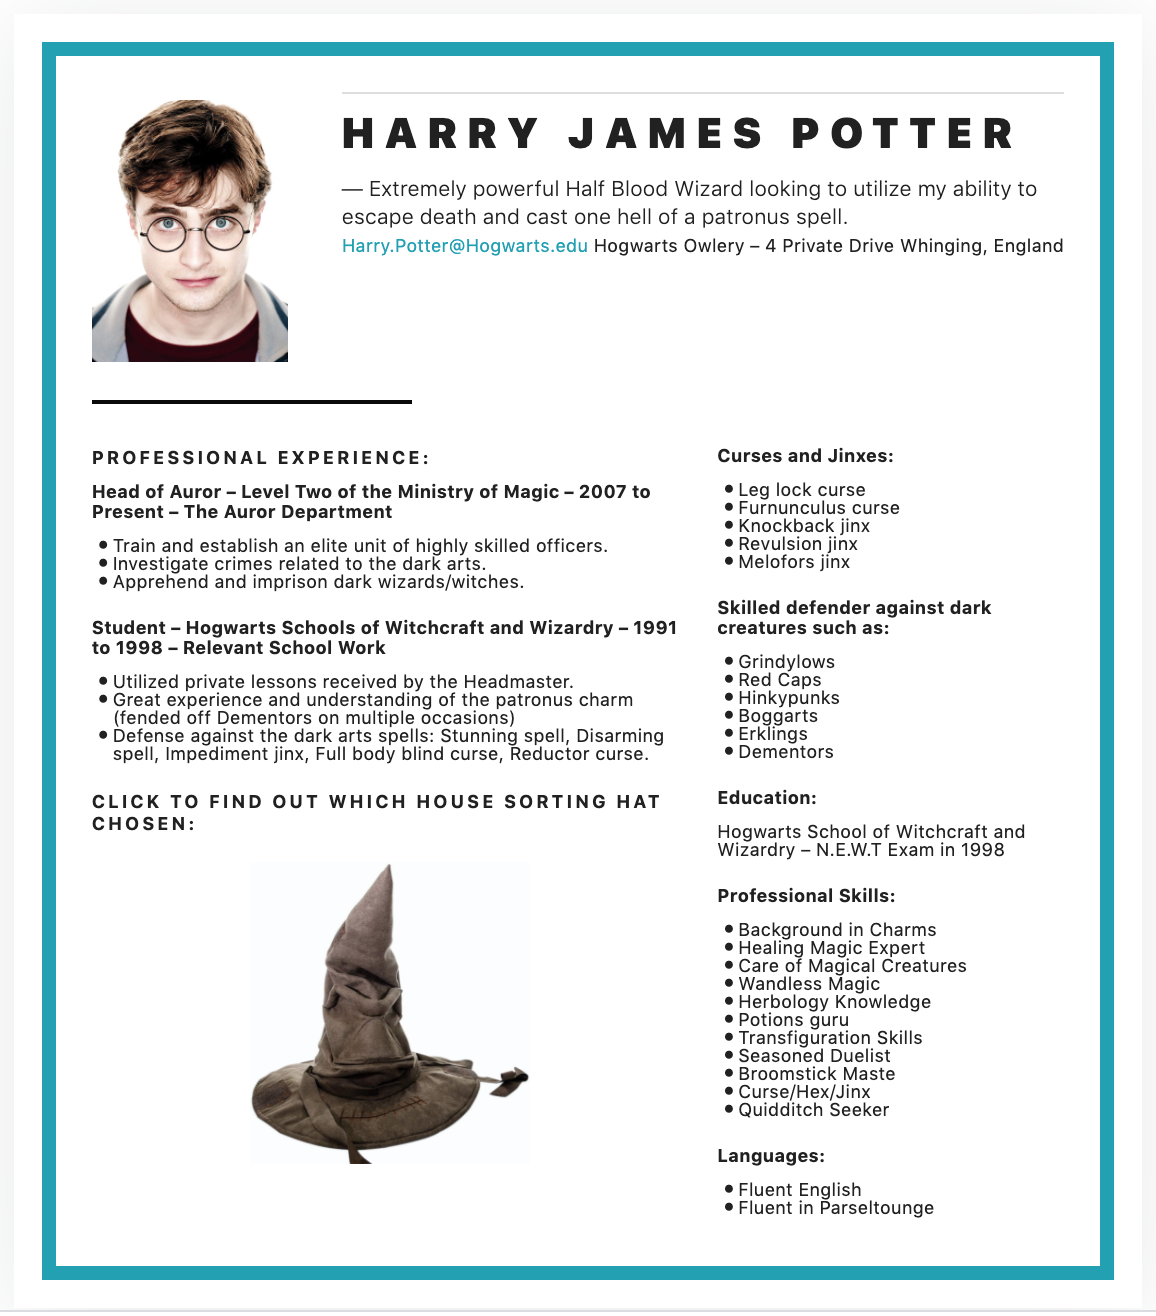 HARRY JAMES POTTER
— Extremely powerful Half Blood Wizard looking to utilize my ability to
escape death and cast one hell of a patronus spell.
Harry.Potter@Hogwarts.edu Hogwarts Owlery – 4 Private Drive Whinging, England
PROFESSIONAL EXPERIENCE:
Head of Auror – Level Two of the Ministry of Magic – 2007 to
Present – The Auror Department
● Train and establish an elite unit of highly skilled officers.
● Investigate crimes related to the dark arts.
● Apprehend and imprison dark wizards/witches.
Student – Hogwarts Schools of Witchcraft and Wizardry – 1991
to 1998 – Relevant School Work
● Utilized private lessons received by the Headmaster.
● Great experience and understanding of the patronus charm
(fended off Dementors on multiple occasions)
● Defense against the dark arts spells: Stunning spell, Disarming
spell, Impediment jinx, Full body blind curse, Reductor curse.
CLICK TO FIND OUT WHICH HOUSE SORTING HAT
CHOSEN:
Curses and Jinxes:
● Leg lock curse
● Furnunculus curse
● Knockback jinx
● Revulsion jinx
● Melofors jinx
Skilled defender against dark
creatures such as:
● Grindylows
● Red Caps
● Hinkypunks
● Boggarts
● Erklings
● Dementors
Education:
Hogwarts School of Witchcraft and
Wizardry – N.E.W.T Exam in 1998
Professional Skills:
● Background in Charms
● Healing Magic Expert
● Care of Magical Creatures
● Wandless Magic
● Herbology Knowledge
● Potions guru
● Transfiguration Skills
● Seasoned Duelist
● Broomstick Maste
● Curse/Hex/Jinx
● Quidditch Seeker
Languages:
● Fluent English
● Fluent in Parseltounge